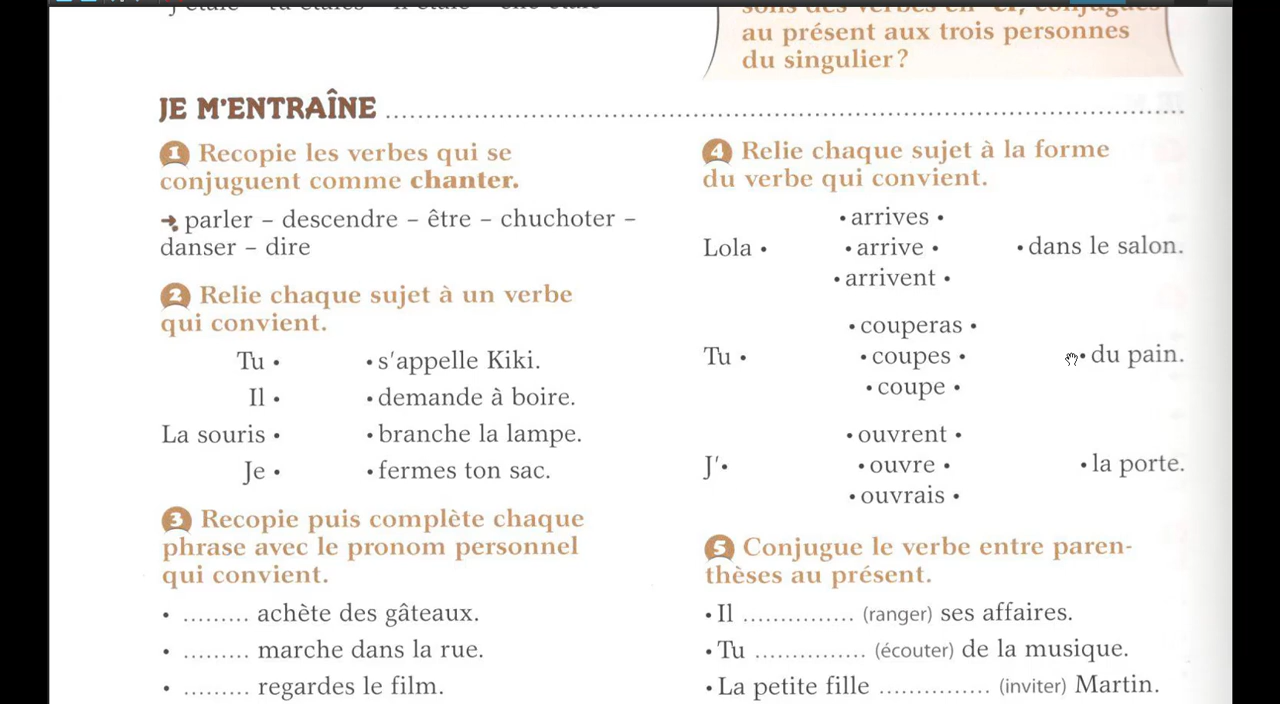 sons des verbes en -er, conjugués
au présent aux trois personnes
du singulier ?
JE M'ENTRAÎNE
1 Recopie les verbes qui se
conjuguent comme chanter.
➜ parler – descendre – être – chuchoter –
danser – dire
2 Relie chaque sujet à un verbe
qui convient.
Tu • • s'appelle Kiki.
Il • • demande à boire.
La souris • • branche la lampe.
Je • • fermes ton sac.
3 Recopie puis complète chaque
phrase avec le pronom personnel
qui convient.
• ......... achète des gâteaux.
• ......... marche dans la rue.
• ......... regardes le film.
4 Relie chaque sujet à la forme
du verbe qui convient.
• arrives •
Lola • • arrive • • dans le salon.
• arrivent •
• couperas •
Tu • • coupes • • du pain.
• coupe •
• ouvrent •
J'• • ouvre • • la porte.
• ouvrais •
5 Conjugue le verbe entre paren-
thèses au présent.
• Il ............... (ranger) ses affaires.
• Tu ............... (écouter) de la musique.
• La petite fille ............... (inviter) Martin.